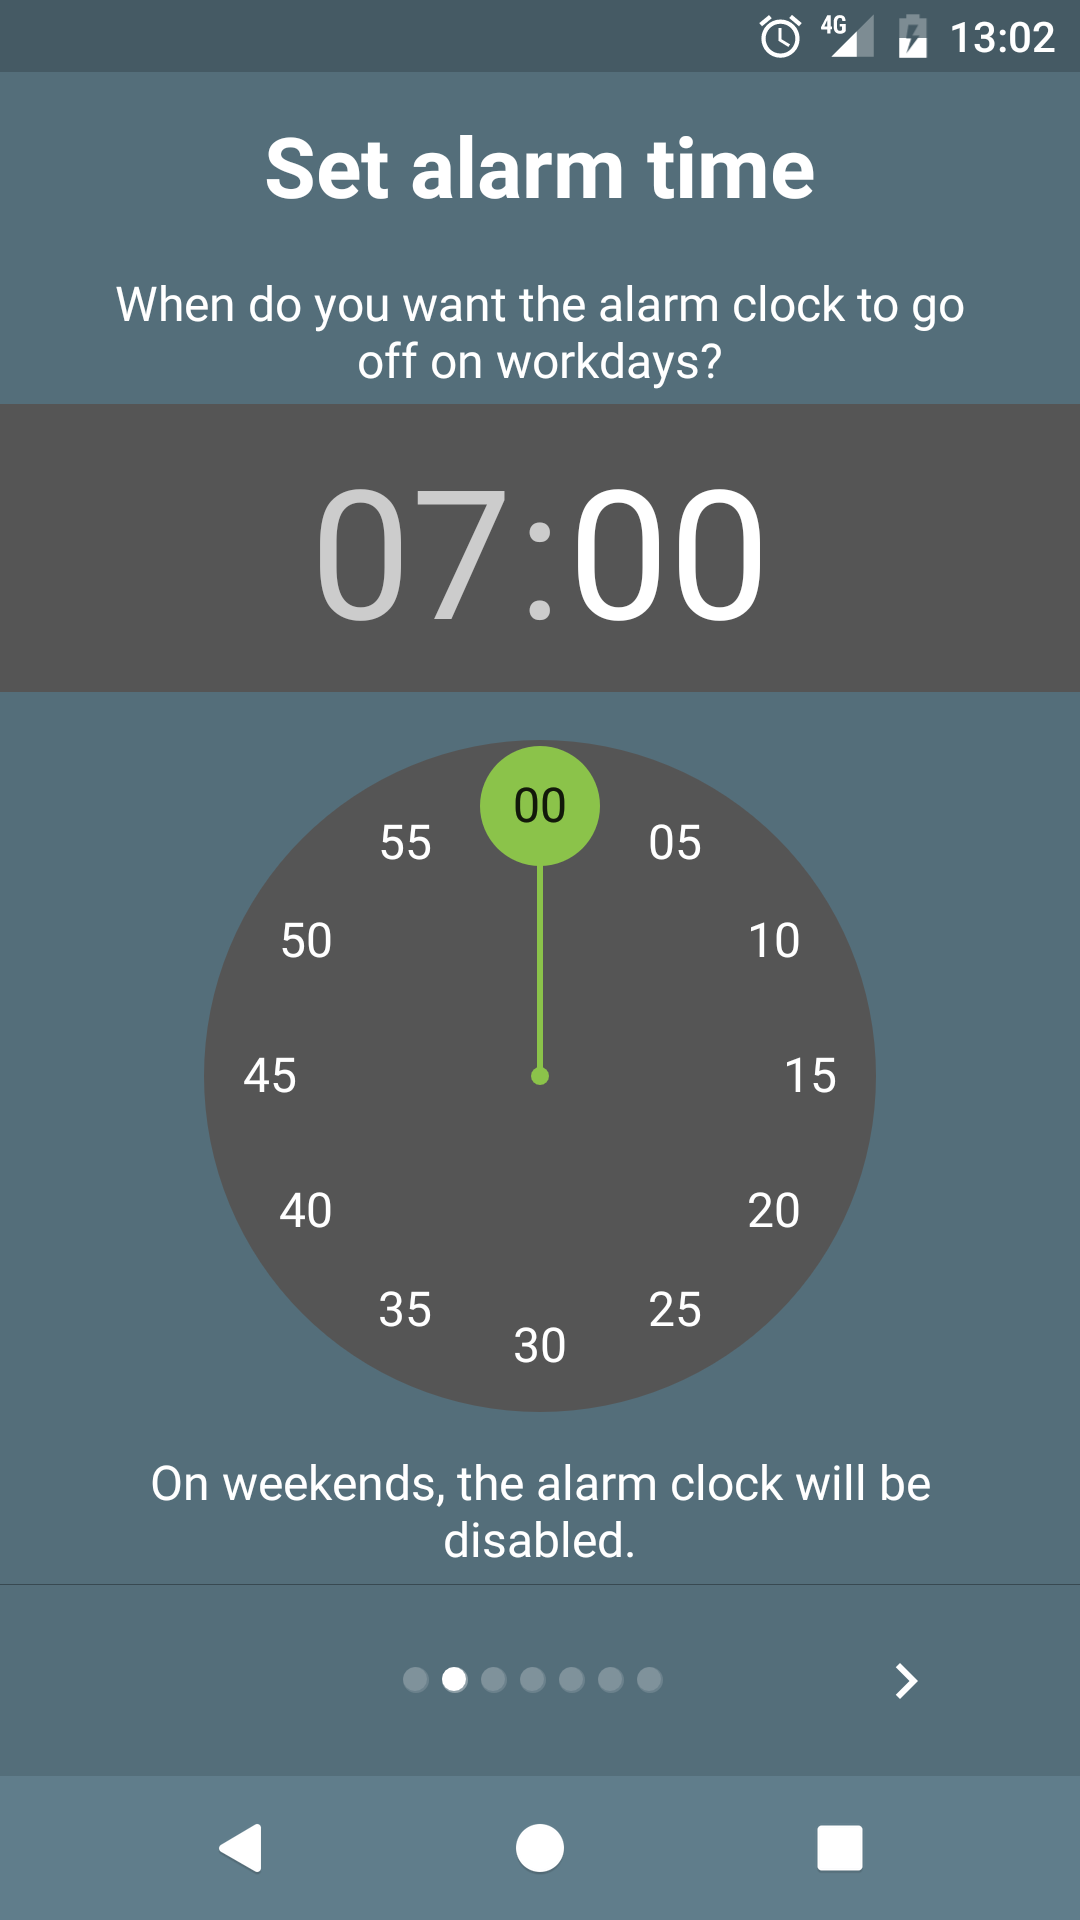 4G 13:02
Set alarm time
When do you want the alarm clock to go
off on workdays?
07:00
00
55 05
50 10
45 15
40 20
35 25
30
On weekends, the alarm clock will be
disabled.